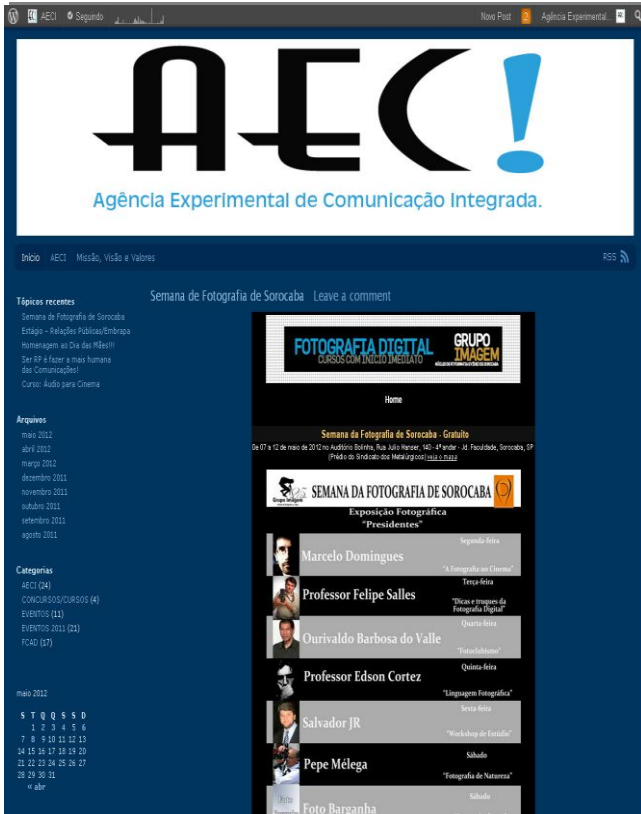 AECI
Seguindo
Novo Post
2
Agência Experimental...
AEC!
Agência Experimental de Comunicação Integrada.
Início
AECI
Missão, Visão e Valores
RSS
Tópicos recentes
Semana de Fotografia de Sorocaba
Estágio – Relações Públicas/Embrapa
Homenagem ao Dia das Mães!!!
Ser RP é fazer a mais humana
das Comunicações!
Curso: Áudio para Cinema
Arquivos
maio 2012
abril 2012
março 2012
dezembro 2011
novembro 2011
outubro 2011
setembro 2011
agosto 2011
Categorias
AECI (24)
CONCURSOS/CURSOS (4)
EVENTOS (11)
EVENTOS 2011 (21)
FCAD (17)
maio 2012
S T Q Q S S D
1 2 3 4 5 6
7 8 9 10 11 12 13
14 15 16 17 18 19 20
21 22 23 24 25 26 27
28 29 30 31
« abr
Semana de Fotografia de Sorocaba
Leave a comment
FOTOGRAFIA DIGITAL
CURSOS COM INÍCIO IMEDIATO
GRUPO
IMAGEM
Home
Semana da Fotografia de Sorocaba - Gratuito
De 07 a 12 de maio de 2012 no Auditório Bolinha, Rua Julio Hanser, 140 - 4º andar - Jd. Faculdade, Sorocaba, SP
(Prédio do Sindicato dos Metalúrgicos) veja o mapa
Grupo Imagem
SEMANA DA FOTOGRAFIA DE SOROCABA
Exposição Fotográfica
"Presidentes"
Segunda-feira
Marcelo Domingues
"A Fotografia no Cinema"
Terça-feira
Professor Felipe Salles
"Dicas e truques da
Fotografia Digital"
Quarta-feira
Ourivaldo Barbosa do Valle
"Fotoclubismo"
Quinta-feira
Professor Edson Cortez
"Linguagem Fotográfica"
Sexta-feira
Salvador JR
"Workshop de Estúdio"
Sábado
Pepe Mélega
"Fotografia de Natureza"
Sábado
Foto Barganha